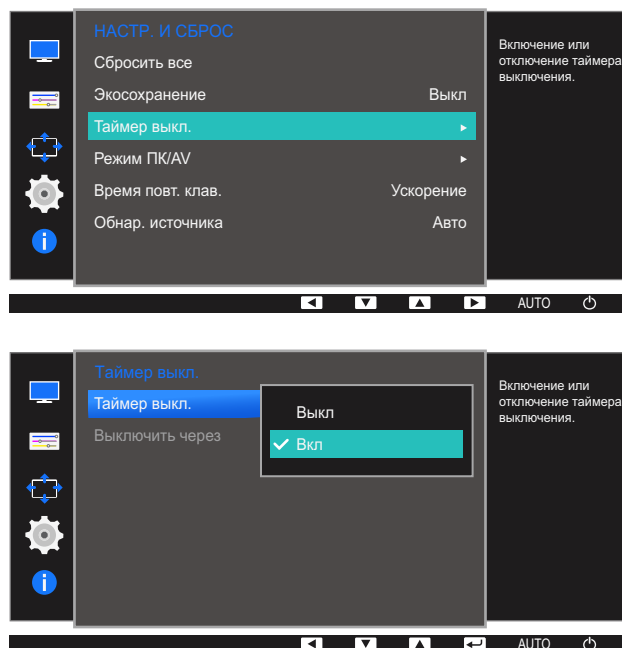 НАСТР. И СБРОС
Сбросить все
Экосохранение Выкл
Таймер выкл.
Режим ПК/AV
Время повт. клав. Ускорение
Обнар. источника Авто
Включение или
отключение таймера
выключения.
AUTO
Таймер выкл.
Таймер выкл.
Выключить через
Выкл
Вкл
Включение или
отключение таймера
выключения.
AUTO